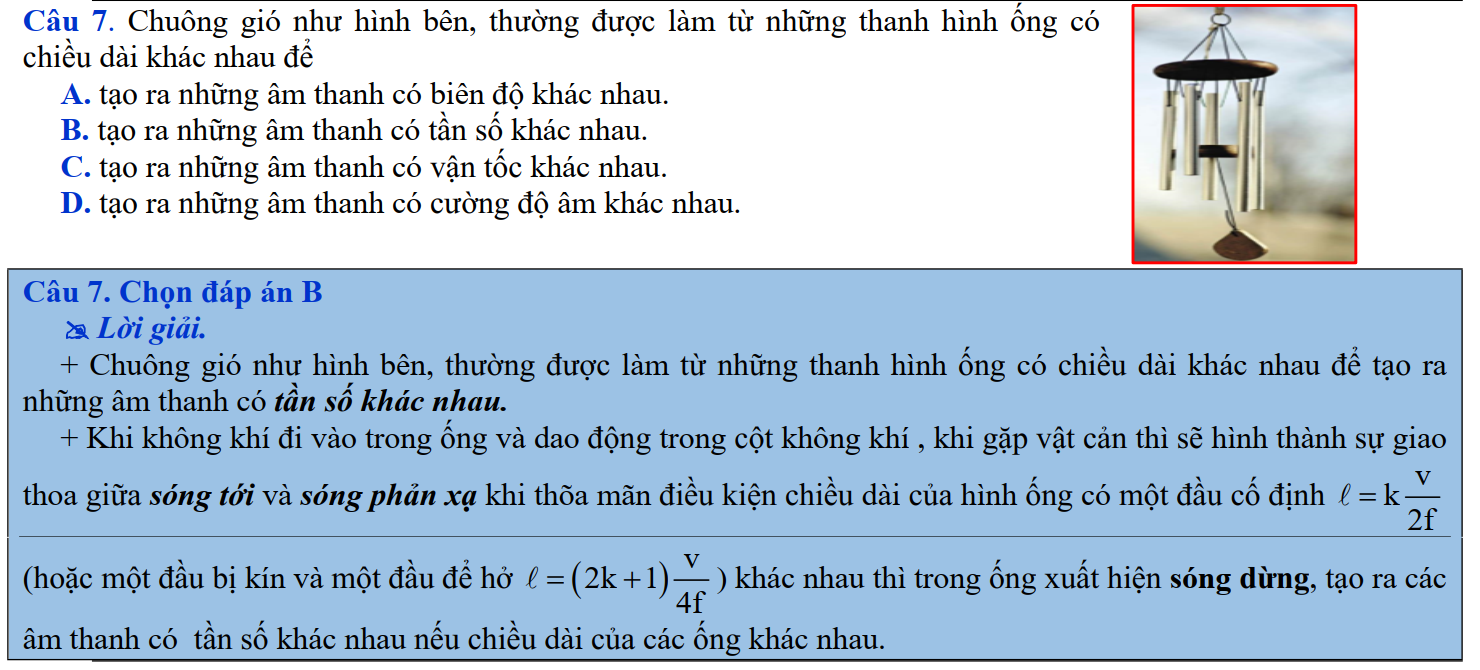 Câu 7. Chuông gió như hình bên, thường được làm từ những thanh hình ống có
chiều dài khác nhau để
A. tạo ra những âm thanh có biên độ khác nhau.
B. tạo ra những âm thanh có tần số khác nhau.
C. tạo ra những âm thanh có vận tốc khác nhau.
D. tạo ra những âm thanh có cường độ âm khác nhau.
Câu 7. Chọn đáp án B
Lời giải.
+ Chuông gió như hình bên, thường được làm từ những thanh hình ống có chiều dài khác nhau để tạo ra
những âm thanh có tần số khác nhau.
+ Khi không khí đi vào trong ống và dao động trong cột không khí , khi gặp vật cản thì sẽ hình thành sự giao
thoa giữa sóng tới và sóng phản xạ khi thõa mãn điều kiện chiều dài của hình ống có một đầu cố định ℓ = k v/2f
(hoặc một đầu bị kín và một đầu để hở ℓ = (2k + 1) v/4f ) khác nhau thì trong ống xuất hiện sóng dừng, tạo ra các
âm thanh có tần số khác nhau nếu chiều dài của các ống khác nhau.